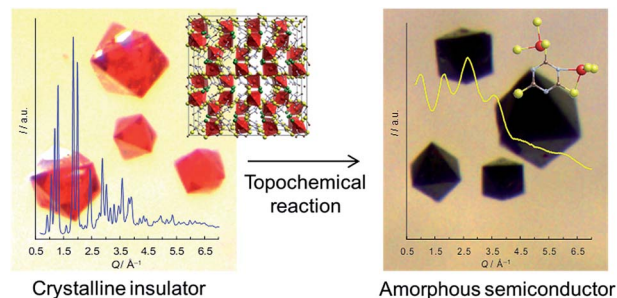 I / a.u.
0.5 1.5 2.5 3.5 4.5 5.5 6.5
Q/ Å⁻¹
Crystalline insulator
Topochemical
reaction
I / a.u.
0.5 1.5 2.5 3.5 4.5 5.5 6.5
Q/ Å⁻¹
Amorphous semiconductor